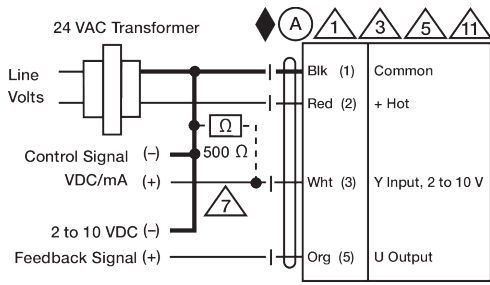 24 VAC Transformer
A 1 3 5 11
Line
Volts
Blk (1) Common
Red (2) + Hot
Ω
500 Ω
Control Signal (–)
VDC/mA (+)
7
Wht (3) Y Input, 2 to 10 V
2 to 10 VDC (–)
Feedback Signal (+)
Org (5) U Output